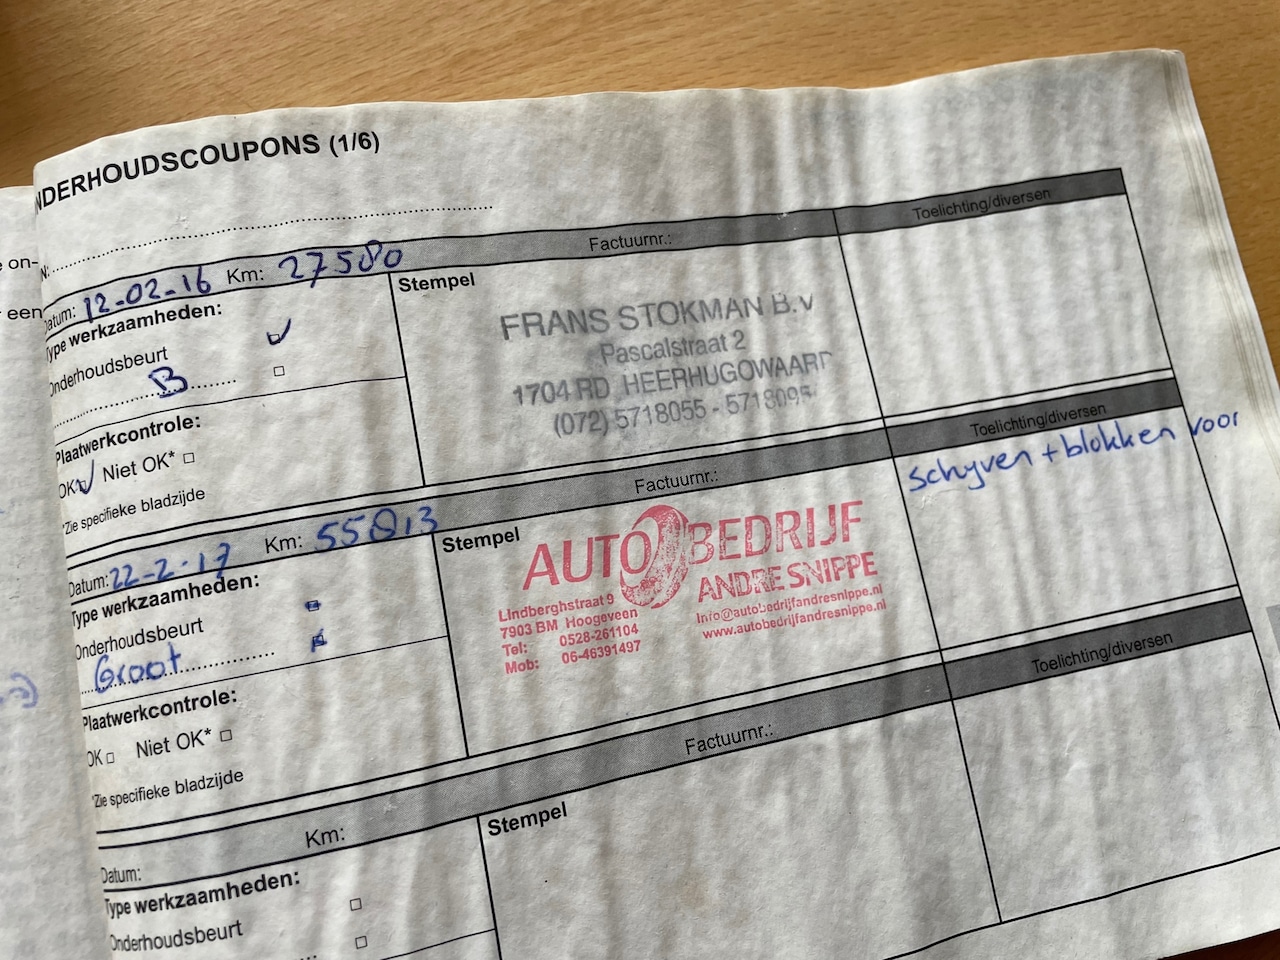 NDERHOUDSCOUPONS (1/6)
N:
Datum: 12-02-16 Km: 27580 Factuurnr.:
Toelichting/diversen
Type werkzaamheden:
Onderhoudsbeurt
B
Plaatwerkcontrole:
OK Niet OK*
*Zie specifieke bladzijde
Stempel
FRANS STOKMAN B.V
Pascalstraat 2
1704 RD HEERHUGOWAARD
(072) 5718055 - 5718095
Datum: 22-2-17 Km: 55813 Factuurnr.:
Toelichting/diversen
Type werkzaamheden:
Onderhoudsbeurt
Groot
Plaatwerkcontrole:
OK Niet OK*
*Zie specifieke bladzijde
Stempel
AUTOBEDRIJF
ANDRE SNIPPE
Lindberghstraat 9
7903 BM Hoogeveen
Tel: 0528-261104
Mob: 06-46391497
Info@autobedrijfandresnippe.nl
www.autobedrijfandresnippe.nl
schyven + blokken voor
Datum: Km: Factuurnr.:
Toelichting/diversen
Type werkzaamheden:
Onderhoudsbeurt
Stempel
e on-
een